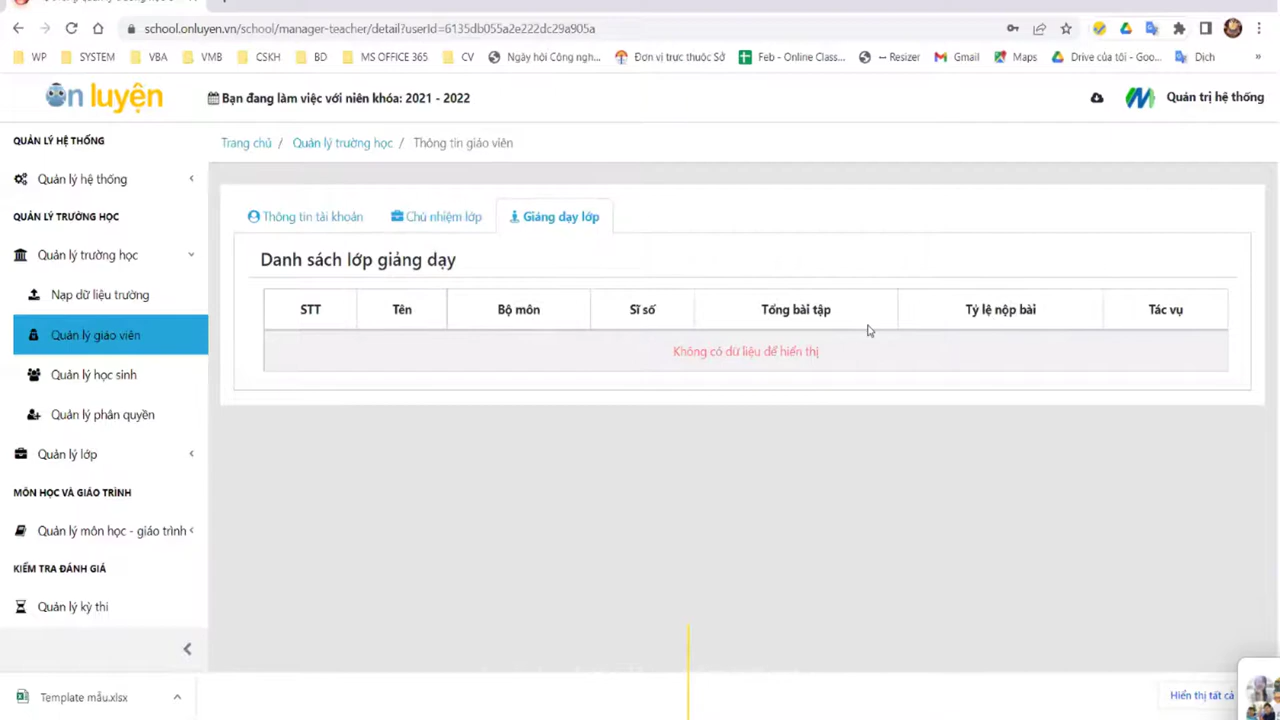 school.onluyen.vn/school/manager-teacher/detail?userId=6135db055a2e222dc29a905a
WP SYSTEM VBA VMB CSKH BD MS OFFICE 365 CV Ngày hội Công ngh... Đơn vị trực thuộc Sở Feb - Online Class... -- Resizer Gmail Maps Drive của tôi - Goo... Dịch »
On luyện
Bạn đang làm việc với niên khóa: 2021 - 2022
Quản trị hệ thống
QUẢN LÝ HỆ THỐNG
Quản lý hệ thống
QUẢN LÝ TRƯỜNG HỌC
Quản lý trường học
Nạp dữ liệu trường
Quản lý giáo viên
Quản lý học sinh
Quản lý phân quyền
Quản lý lớp
MÔN HỌC VÀ GIÁO TRÌNH
Quản lý môn học - giáo trình
KIỂM TRA ĐÁNH GIÁ
Quản lý kỳ thi
Trang chủ / Quản lý trường học / Thông tin giáo viên
Thông tin tài khoản Chủ nhiệm lớp Giảng dạy lớp
Danh sách lớp giảng dạy
STT Tên Bộ môn Sĩ số Tổng bài tập Tỷ lệ nộp bài Tác vụ
Không có dữ liệu để hiển thị
Template mẫu.xlsx
Hiển thị tất cả